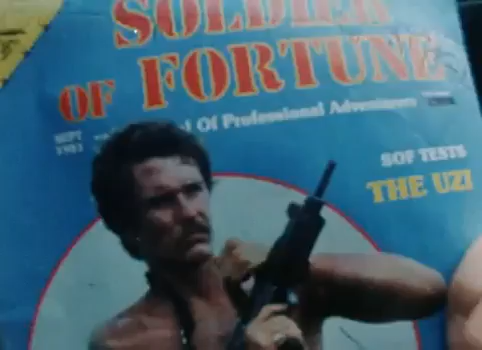 SOLDIER
OF FORTUNE
l Of Professional Adventurers
SEPT
SOF TESTS
THE UZI